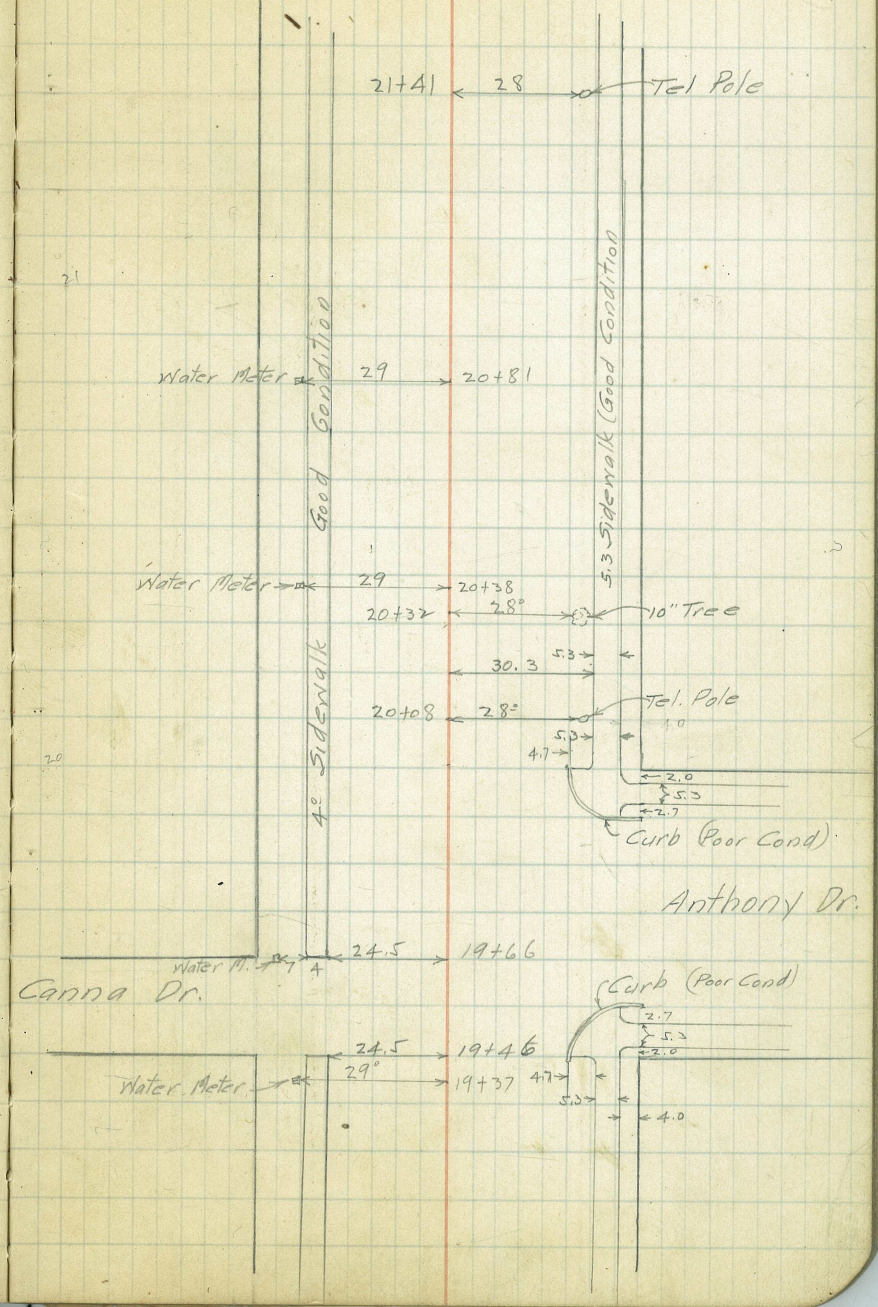 21+41 28 Tel Pole
21
Water Meter 29 20+81
Good Condition
5.3 Sidewalk (Good Condition
Water Meter 29 20+38
20+32 28° 10" Tree
5.3
30.3
4° Sidewalk
20+08 28° Tel. Pole
4.0
5.3
4.7
20
2.0
5.3
2.7
Curb (Poor Cond)
Anthony Dr.
24.5 19+66
Water M. 7 4
Canna Dr.
Curb (Poor Cond)
2.7
5.3
2.0
24.5 19+46
Water Meter 29° 19+37 4.7
5.3
4.0